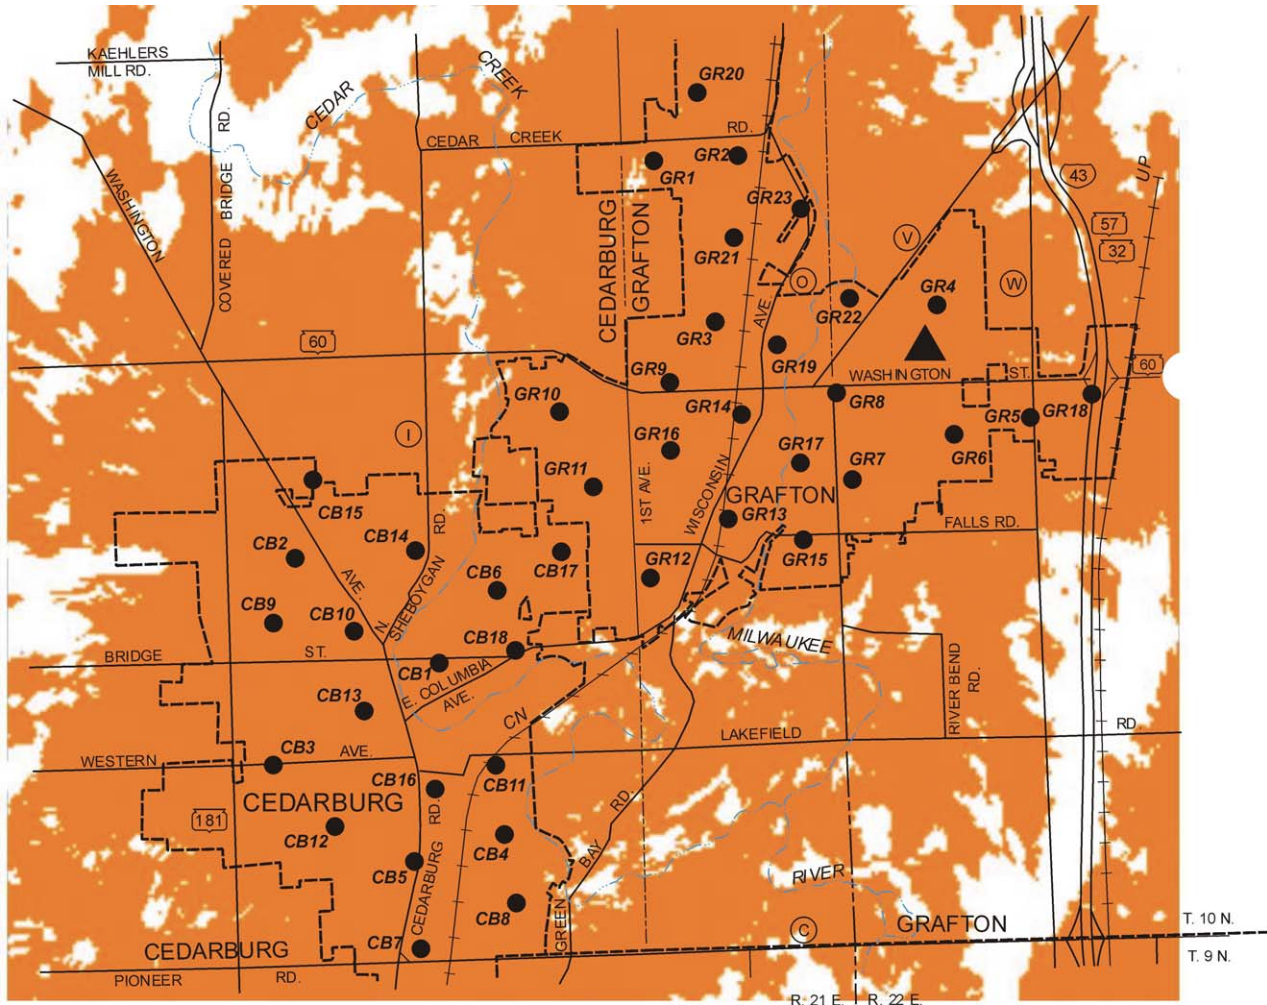 KAEHLERS
MILL RD.
CEDAR
CREEK
GR20
COVERED BRIDGE RD.
CEDAR CREEK RD.
GR2
GR1
UP
43
WASHINGTON
GR23
57
32
CEDARBURG
GRAFTON
GR21
V
O
W
GR4
GR22
AVE.
GR3
60
GR19
GR9
WASHINGTON ST.
60
GR10
GR14
GR8
GR5
GR18
I
GR16
GR6
GR11
GR17
GR7
1ST AVE.
WISCONSIN
GRAFTON
CB15
GR13
FALLS RD.
CB2
CB14
RD.
CB17
GR15
AVE.
CB6
GR12
CB9
CB10
N. SHEBOYGAN
CB18
MILWAUKEE
BRIDGE ST.
CB1
E. COLUMBIA
AVE.
RIVER BEND
RD.
CB13
CN
LAKEFIELD RD
WESTERN AVE.
CB3
CB16
CB11
CEDARBURG
RD.
RD.
181
CB12
CB4
BAY
CB5
RIVER
CEDARBURG
CB8
GREEN
C
GRAFTON
T. 10 N.
CB7
CEDARBURG
T. 9 N.
PIONEER RD.
R. 21 E.
R. 22 E.